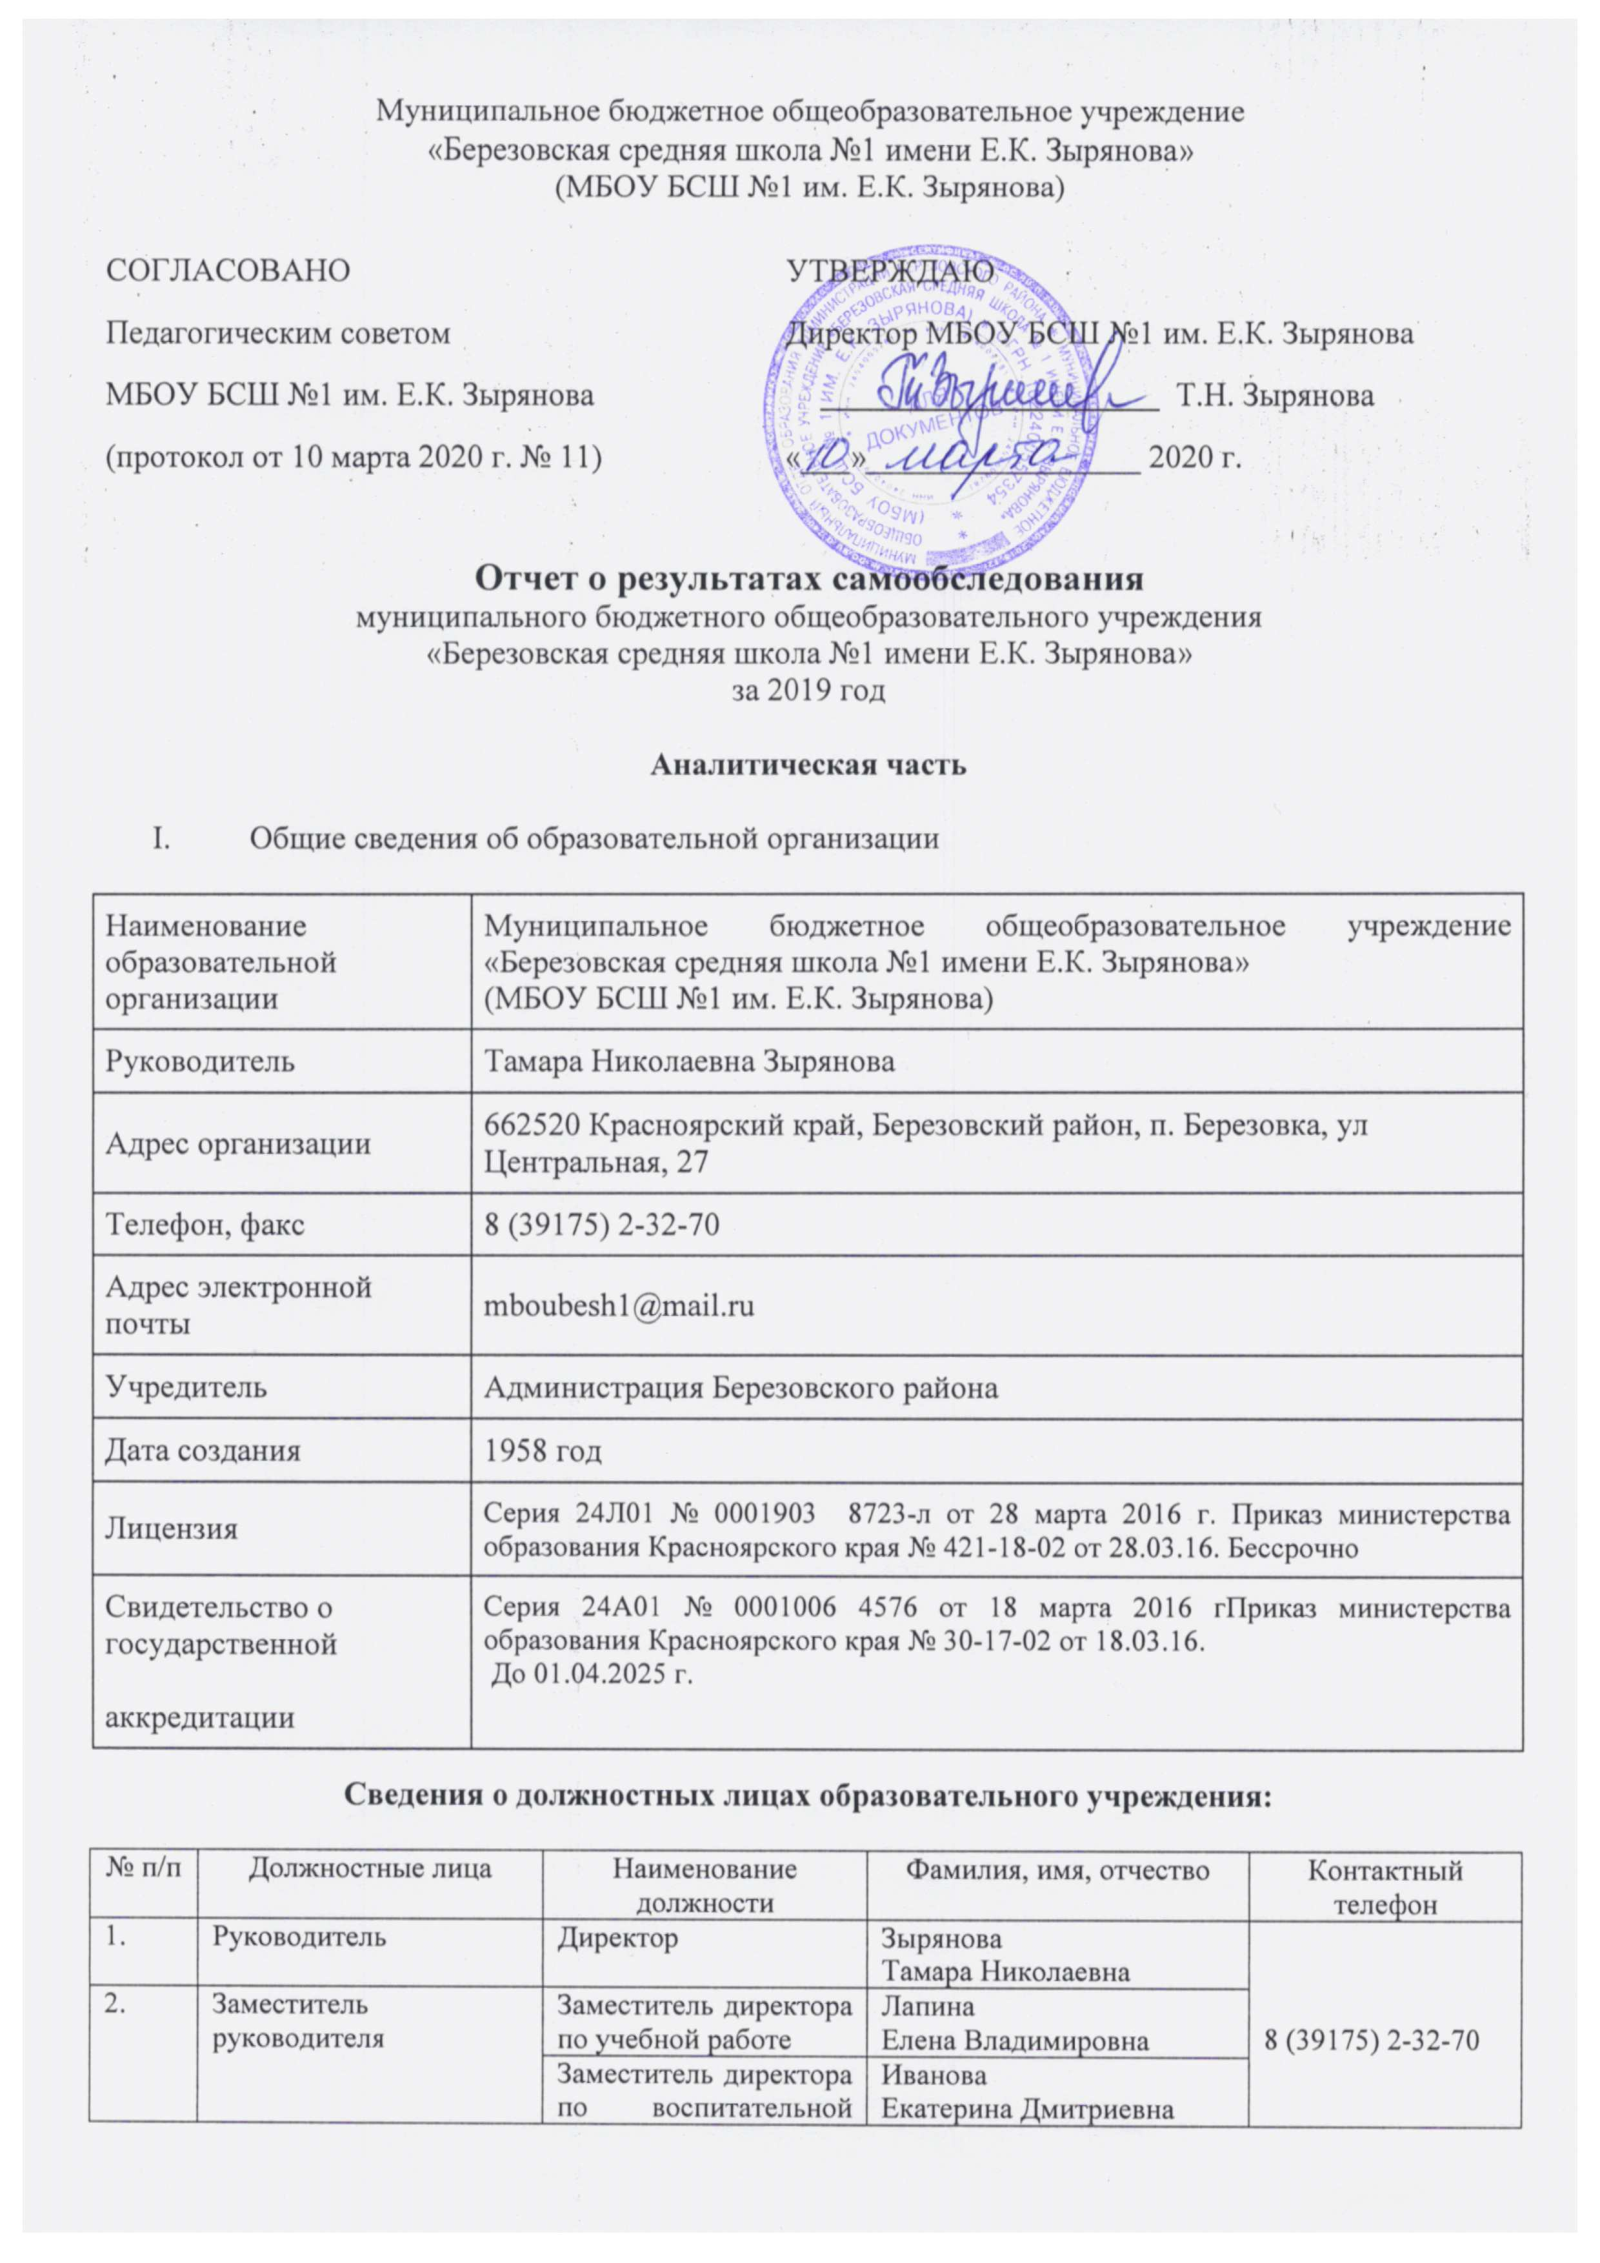 Муниципальное бюджетное общеобразовательное учреждение
«Березовская средняя школа №1 имени Е.К. Зырянова»
(МБОУ БСШ №1 им. Е.К. Зырянова)
СОГЛАСОВАНО
Педагогическим советом
МБОУ БСШ №1 им. Е.К. Зырянова
(протокол от 10 марта 2020 г. № 11)
УТВЕРЖДАЮ
Директор МБОУ БСШ №1 им. Е.К. Зырянова
Т.Н. Зырянова
«10» марта 2020 г.
ДОКУМЕНТОВ
Отчет о результатах самообследования
муниципального бюджетного общеобразовательного учреждения
«Березовская средняя школа №1 имени Е.К. Зырянова»
за 2019 год
Аналитическая часть
I. Общие сведения об образовательной организации
Наименование
образовательной
организации
Муниципальное бюджетное общеобразовательное учреждение
«Березовская средняя школа №1 имени Е.К. Зырянова»
(МБОУ БСШ №1 им. Е.К. Зырянова)
Руководитель
Тамара Николаевна Зырянова
Адрес организации
662520 Красноярский край, Березовский район, п. Березовка, ул
Центральная, 27
Телефон, факс
8 (39175) 2-32-70
Адрес электронной
почты
mboubesh1@mail.ru
Учредитель
Администрация Березовского района
Дата создания
1958 год
Лицензия
Серия 24Л01 № 0001903 8723-л от 28 марта 2016 г. Приказ министерства
образования Красноярского края № 421-18-02 от 28.03.16. Бессрочно
Свидетельство о
государственной
аккредитации
Серия 24А01 № 0001006 4576 от 18 марта 2016 гПриказ министерства
образования Красноярского края № 30-17-02 от 18.03.16.
До 01.04.2025 г.
Сведения о должностных лицах образовательного учреждения:
№ п/п
Должностные лица
Наименование
должности
Фамилия, имя, отчество
Контактный
телефон
1.
Руководитель
Директор
Зырянова
Тамара Николаевна
2.
Заместитель
руководителя
Заместитель директора
по учебной работе
Лапина
Елена Владимировна
8 (39175) 2-32-70
Заместитель директора
по воспитательной
Иванова
Екатерина Дмитриевна